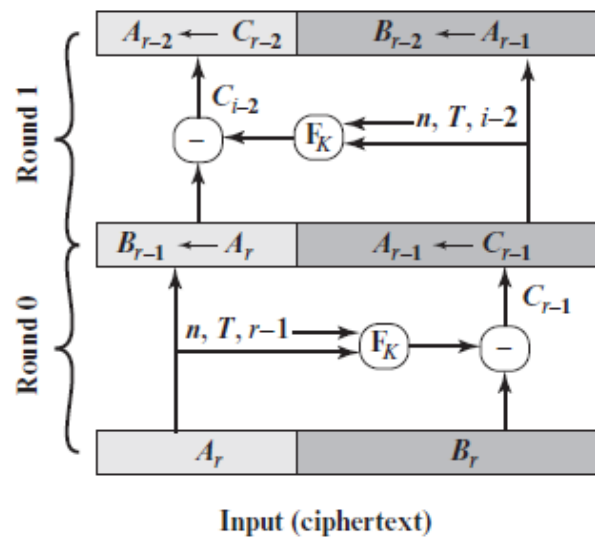 A_{r-2} ← C_{r-2} B_{r-2} ← A_{r-1}
Round 1
C_{i-2}
n, T, i-2
F_K
−
B_{r-1} ← A_r A_{r-1} ← C_{r-1}
Round 0
C_{r-1}
n, T, r-1
F_K
−
A_r B_r
Input (ciphertext)